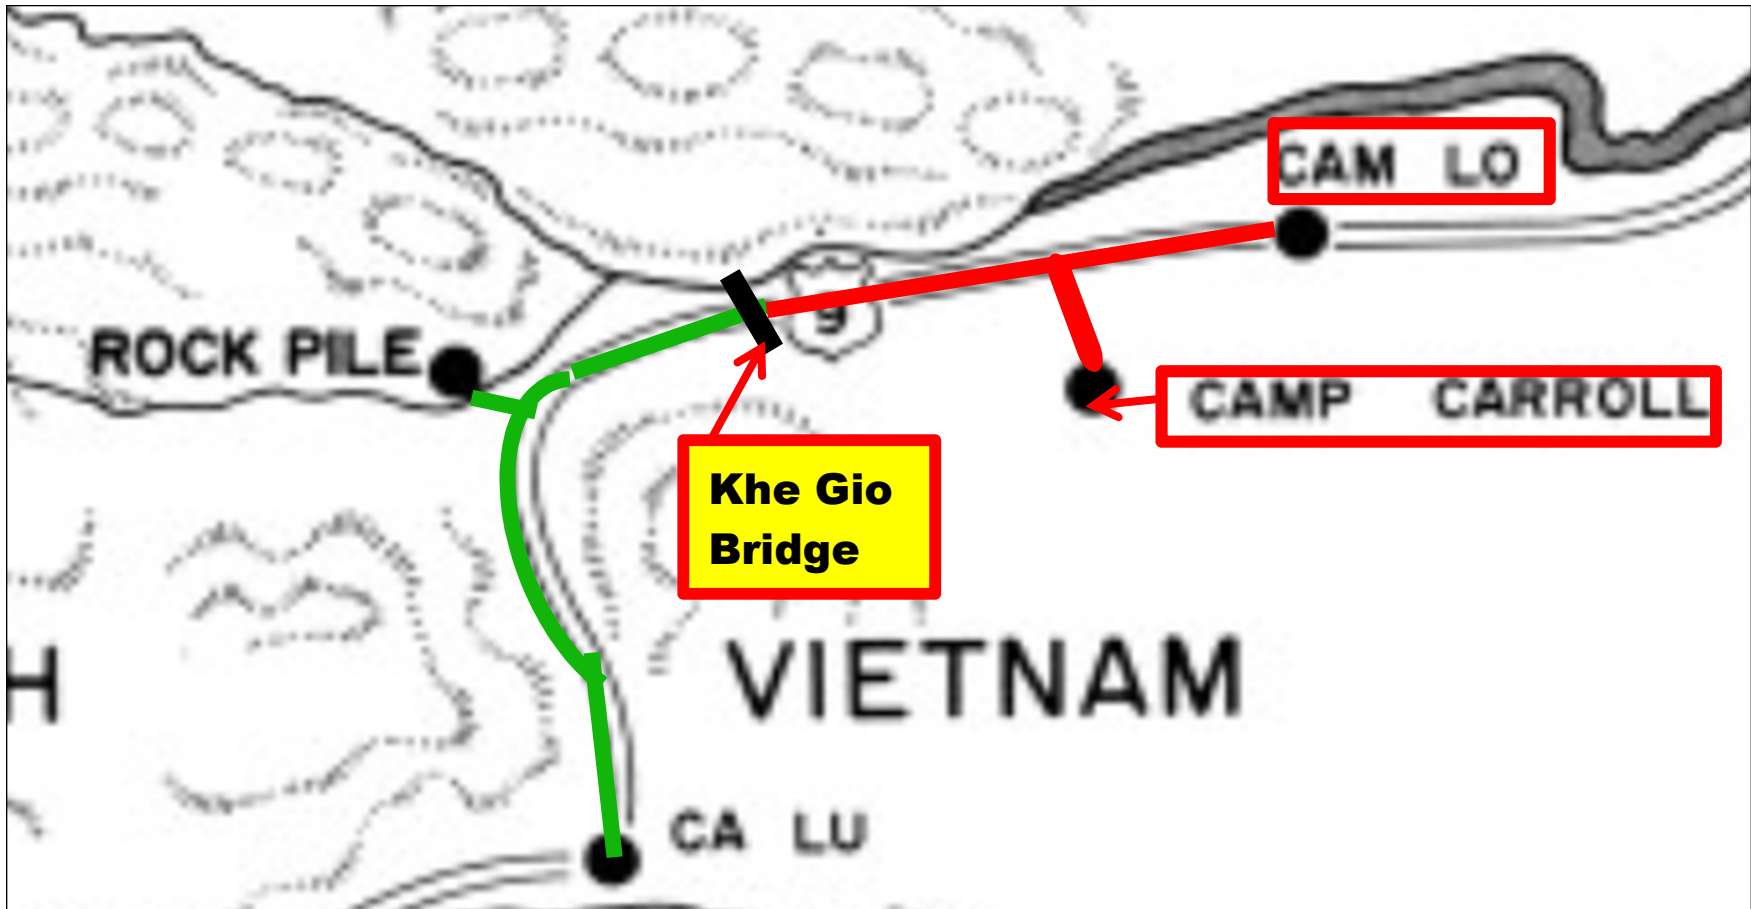 CAM LO
9
ROCK PILE
CAMP CARROLL
Khe Gio
Bridge
H
VIETNAM
CA LU